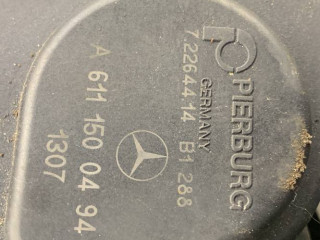 PIERBURG
GERMANY
7.22644.14 B1 288
A 611 150 04 94
1307